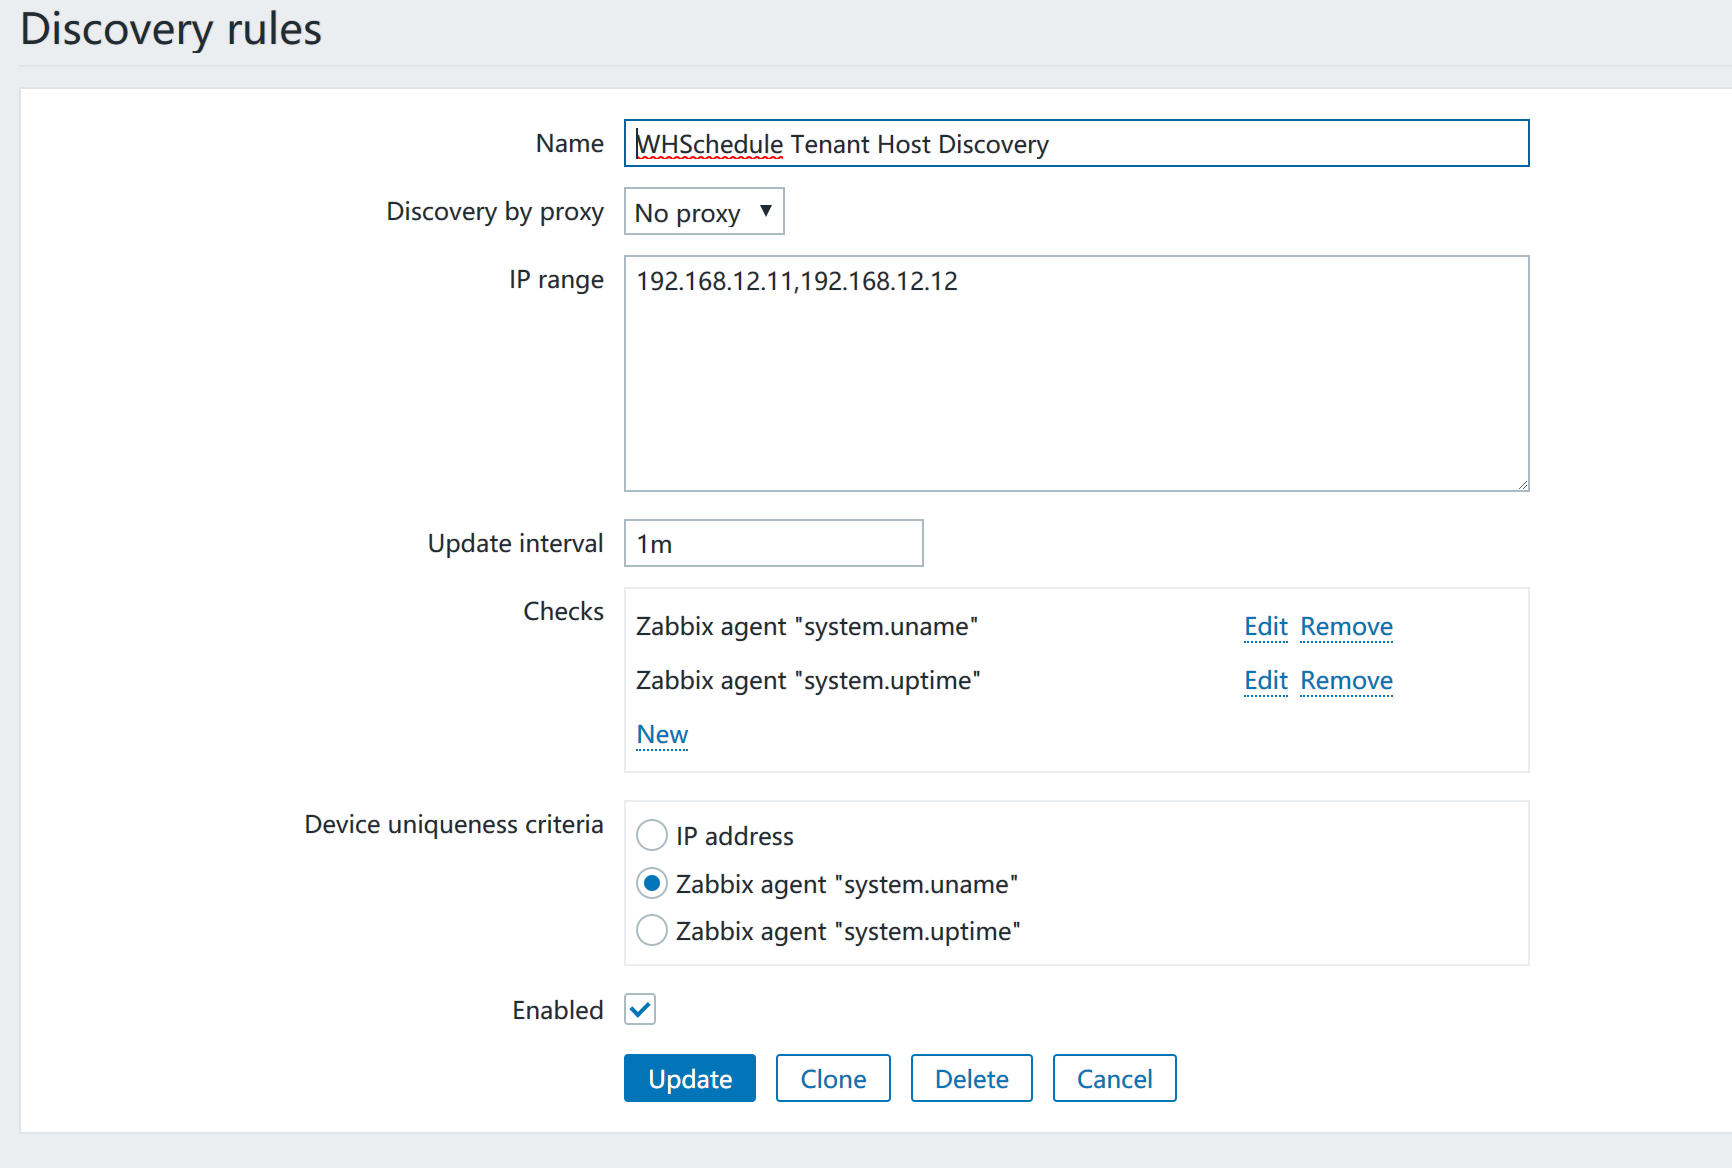 Discovery rules
Name WHSchedule Tenant Host Discovery
Discovery by proxy No proxy ▼
IP range 192.168.12.11,192.168.12.12
Update interval 1m
Checks
Zabbix agent "system.uname" Edit Remove
Zabbix agent "system.uptime" Edit Remove
New
Device uniqueness criteria
IP address
Zabbix agent "system.uname"
Zabbix agent "system.uptime"
Enabled
Update Clone Delete Cancel